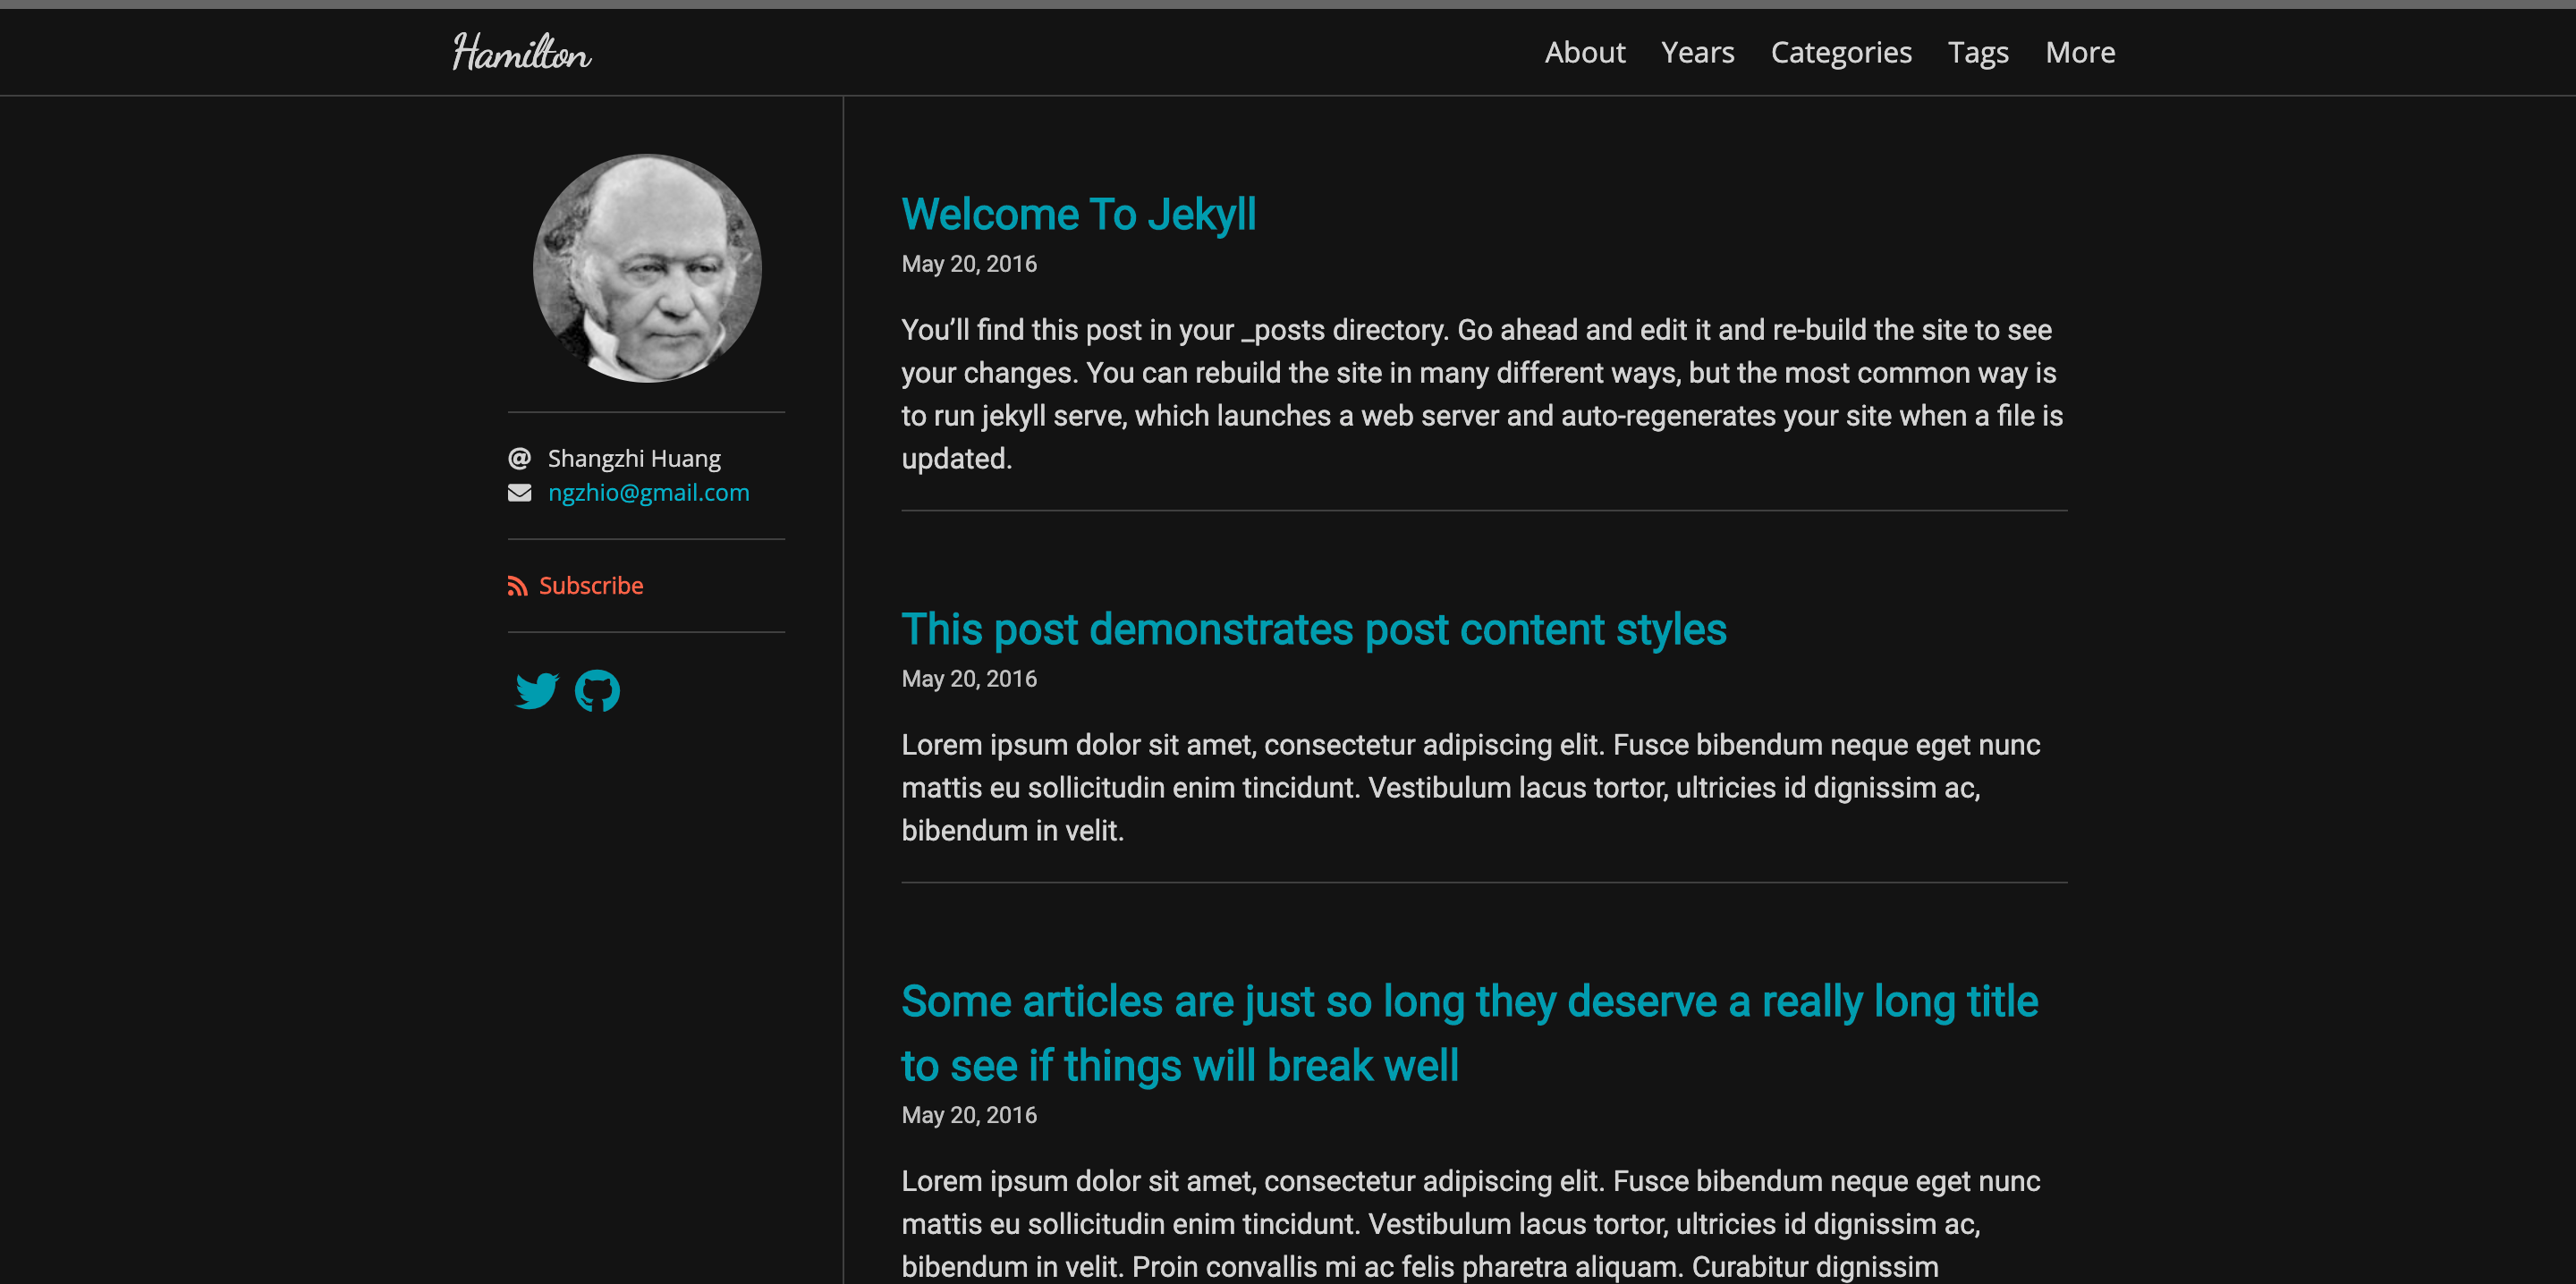 Hamilton
About Years Categories Tags More
@ Shangzhi Huang
ngzhio@gmail.com
Subscribe
Welcome To Jekyll
May 20, 2016
You’ll find this post in your _posts directory. Go ahead and edit it and re-build the site to see
your changes. You can rebuild the site in many different ways, but the most common way is
to run jekyll serve, which launches a web server and auto-regenerates your site when a file is
updated.
This post demonstrates post content styles
May 20, 2016
Lorem ipsum dolor sit amet, consectetur adipiscing elit. Fusce bibendum neque eget nunc
mattis eu sollicitudin enim tincidunt. Vestibulum lacus tortor, ultricies id dignissim ac,
bibendum in velit.
Some articles are just so long they deserve a really long title
to see if things will break well
May 20, 2016
Lorem ipsum dolor sit amet, consectetur adipiscing elit. Fusce bibendum neque eget nunc
mattis eu sollicitudin enim tincidunt. Vestibulum lacus tortor, ultricies id dignissim ac,
bibendum in velit. Proin convallis mi ac felis pharetra aliquam. Curabitur dignissim